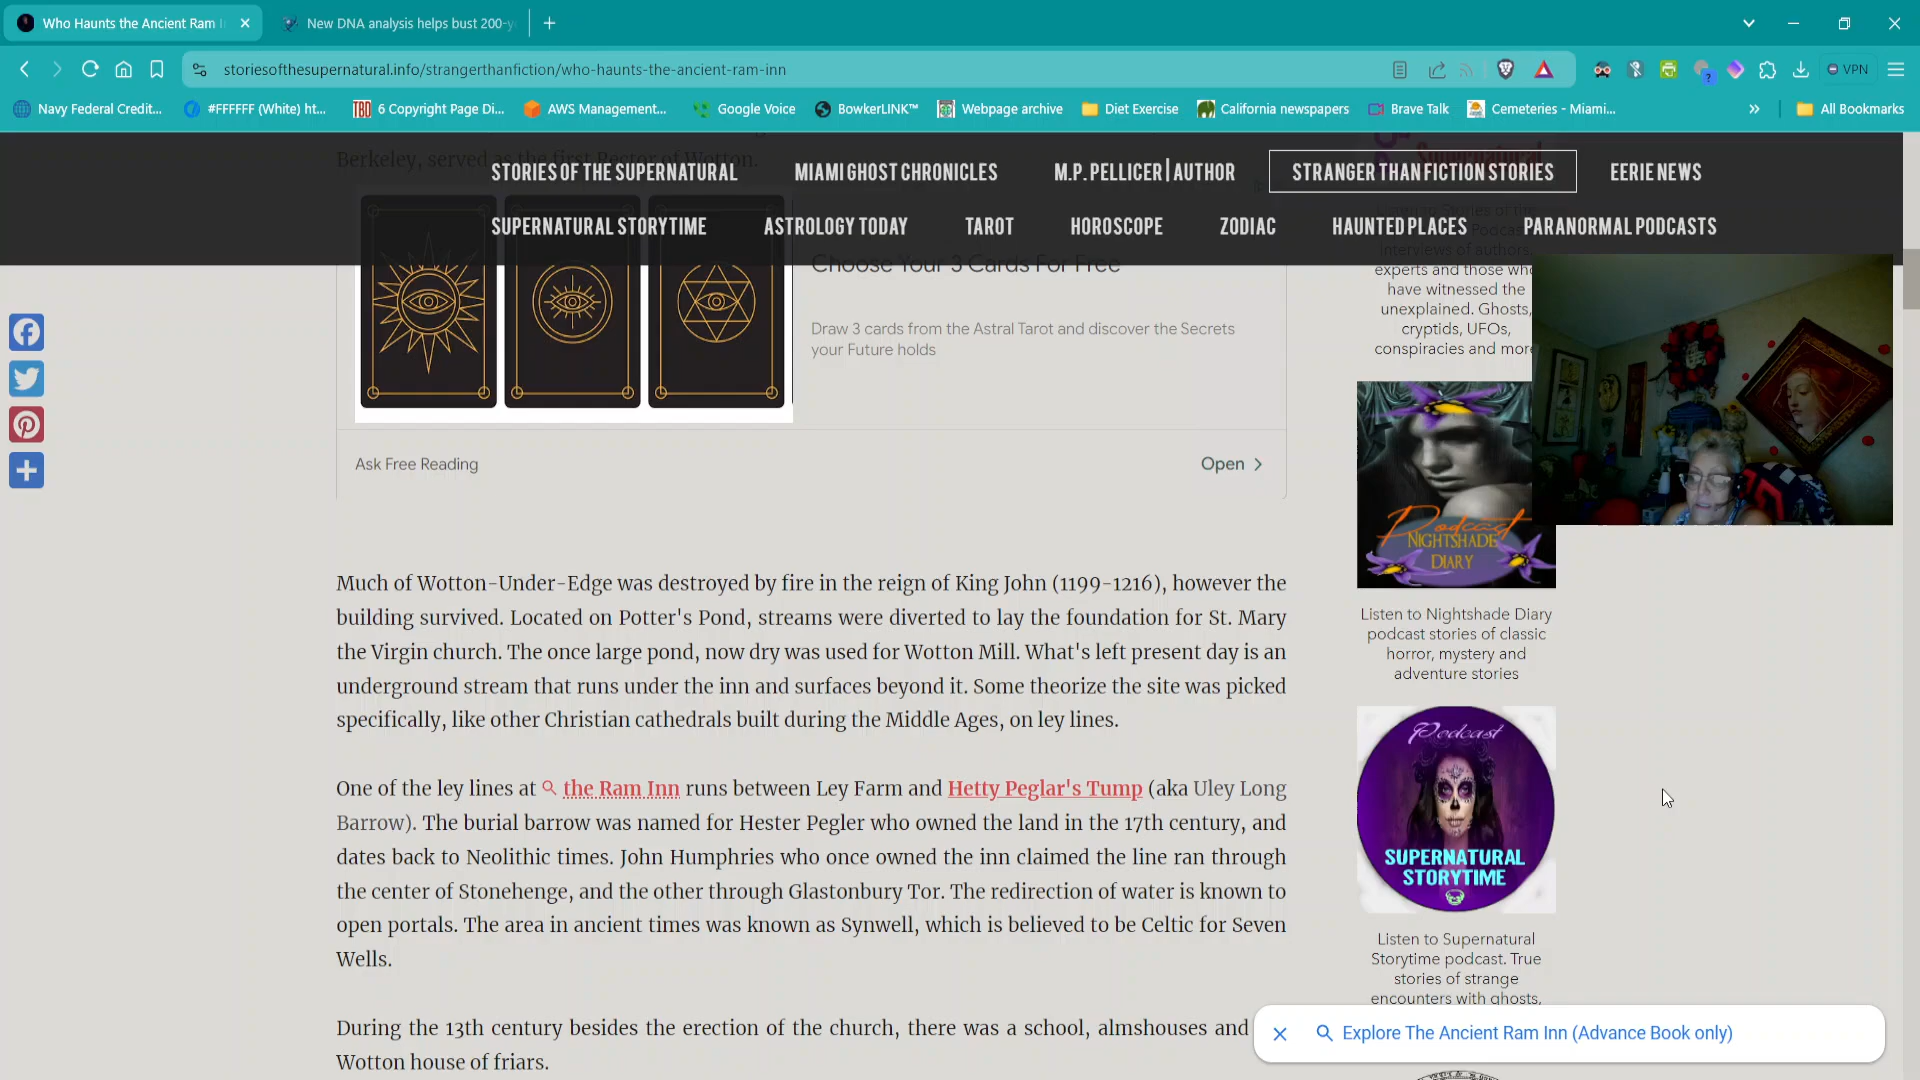 Who Haunts the Ancient Ram I
New DNA analysis helps bust 200-y
storiesofthesupernatural.info/strangerthanfiction/who-haunts-the-ancient-ram-inn
VPN
Navy Federal Credit...
#FFFFFF (White) ht...
TBD
6 Copyright Page Di...
AWS Management...
Google Voice
BowkerLINK™
Webpage archive
Diet Exercise
California newspapers
Brave Talk
Cemeteries - Miami...
All Bookmarks
Berkeley, served as the first Rector of Wotton.
STORIES OF THE SUPERNATURAL
MIAMI GHOST CHRONICLES
M.P. PELLICER | AUTHOR
STRANGER THAN FICTION STORIES
EERIE NEWS
SUPERNATURAL STORYTIME
ASTROLOGY TODAY
TAROT
HOROSCOPE
ZODIAC
HAUNTED PLACES
PARANORMAL PODCASTS
Choose Your 3 Cards For Free
Draw 3 cards from the Astral Tarot and discover the Secrets
your Future holds
Ask Free Reading
Open
interviews of authors,
experts and those who
have witnessed the
unexplained. Ghosts,
cryptids, UFOs,
conspiracies and more
Podcast
NIGHTSHADE
DIARY
Listen to Nightshade Diary
podcast stories of classic
horror, mystery and
adventure stories
Podcast
SUPERNATURAL
STORYTIME
Listen to Supernatural
Storytime podcast. True
stories of strange
encounters with ghosts,
Much of Wotton-Under-Edge was destroyed by fire in the reign of King John (1199-1216), however the
building survived. Located on Potter's Pond, streams were diverted to lay the foundation for St. Mary
the Virgin church. The once large pond, now dry was used for Wotton Mill. What's left present day is an
underground stream that runs under the inn and surfaces beyond it. Some theorize the site was picked
specifically, like other Christian cathedrals built during the Middle Ages, on ley lines.
One of the ley lines at the Ram Inn runs between Ley Farm and Hetty Peglar's Tump (aka Uley Long
Barrow). The burial barrow was named for Hester Pegler who owned the land in the 17th century, and
dates back to Neolithic times. John Humphries who once owned the inn claimed the line ran through
the center of Stonehenge, and the other through Glastonbury Tor. The redirection of water is known to
open portals. The area in ancient times was known as Synwell, which is believed to be Celtic for Seven
Wells.
During the 13th century besides the erection of the church, there was a school, almshouses and
Wotton house of friars.
Explore The Ancient Ram Inn (Advance Book only)